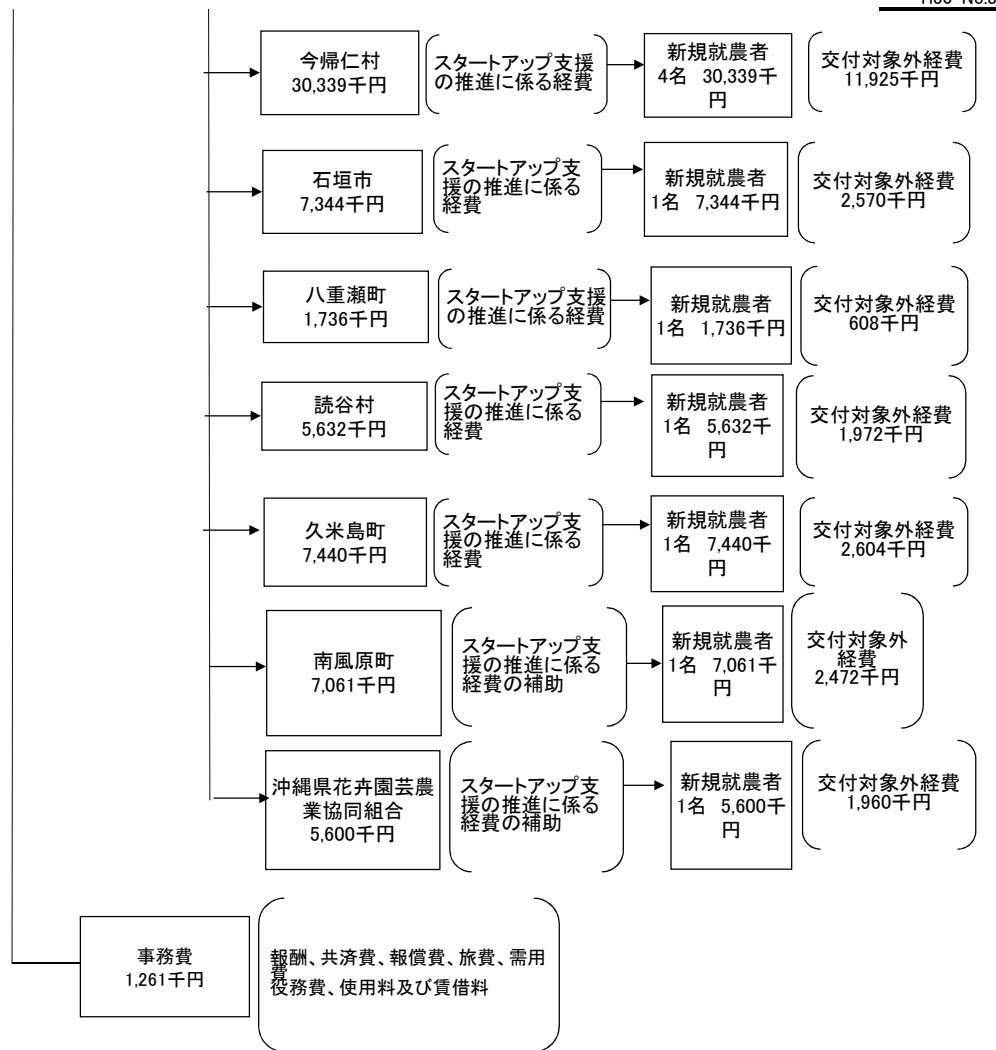 今帰仁村
30,339千円
スタートアップ支援
の推進に係る経費
新規就農者
4名 30,339千
円
交付対象外経費
11,925千円
石垣市
7,344千円
スタートアップ支
援の推進に係る
経費
新規就農者
1名 7,344千円
交付対象外経費
2,570千円
八重瀬町
1,736千円
スタートアップ支援
の推進に係る経費
新規就農者
1名 1,736千円
交付対象外経費
608千円
読谷村
5,632千円
スタートアップ支
援の推進に係る
経費
新規就農者
1名 5,632千
円
交付対象外経費
1,972千円
久米島町
7,440千円
スタートアップ支
援の推進に係る
経費
新規就農者
1名 7,440千
円
交付対象外経費
2,604千円
南風原町
7,061千円
スタートアップ支
援の推進に係る
経費の補助
新規就農者
1名 7,061千
円
交付対象外
経費
2,472千円
沖縄県花卉園芸農
業協同組合
5,600千円
スタートアップ支
援の推進に係る
経費の補助
新規就農者
1名 5,600千
円
交付対象外経費
1,960千円
事務費
1,261千円
報酬、共済費、報償費、旅費、需用
費
役務費、使用料及び賃借料